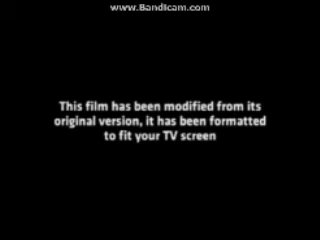 www.Bandicam.com
This film has been modified from its
original version, it has been formatted
to fit your TV screen